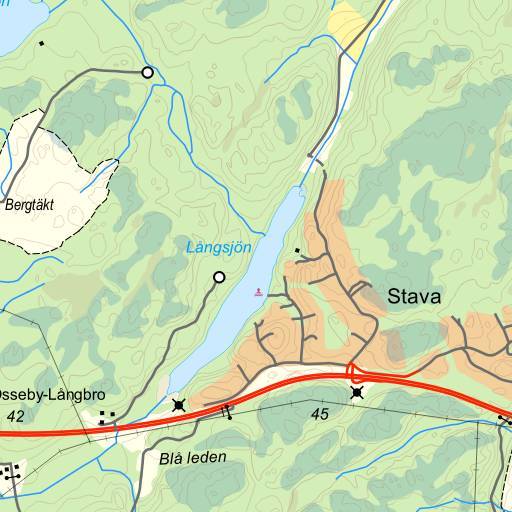 Bergtäkt
Långsjön
Stava
Össeby-Långbro
42
45
Blå leden